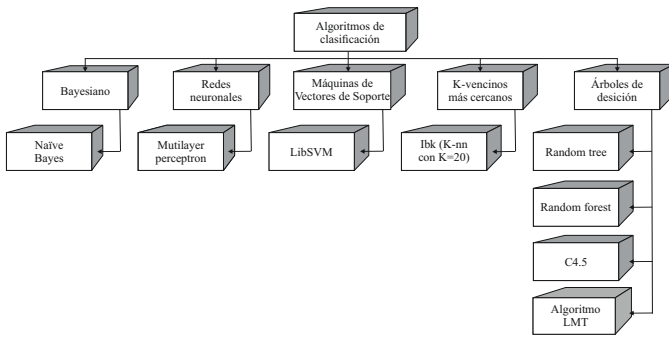 Algoritmos de
clasificación
Bayesiano
Redes
neuronales
Máquinas de
Vectores de Soporte
K-vencinos
más cercanos
Árboles de
desición
Naïve
Bayes
Mutilayer
perceptron
LibSVM
Ibk (K-nn
con K=20)
Random tree
Random forest
C4.5
Algoritmo
LMT